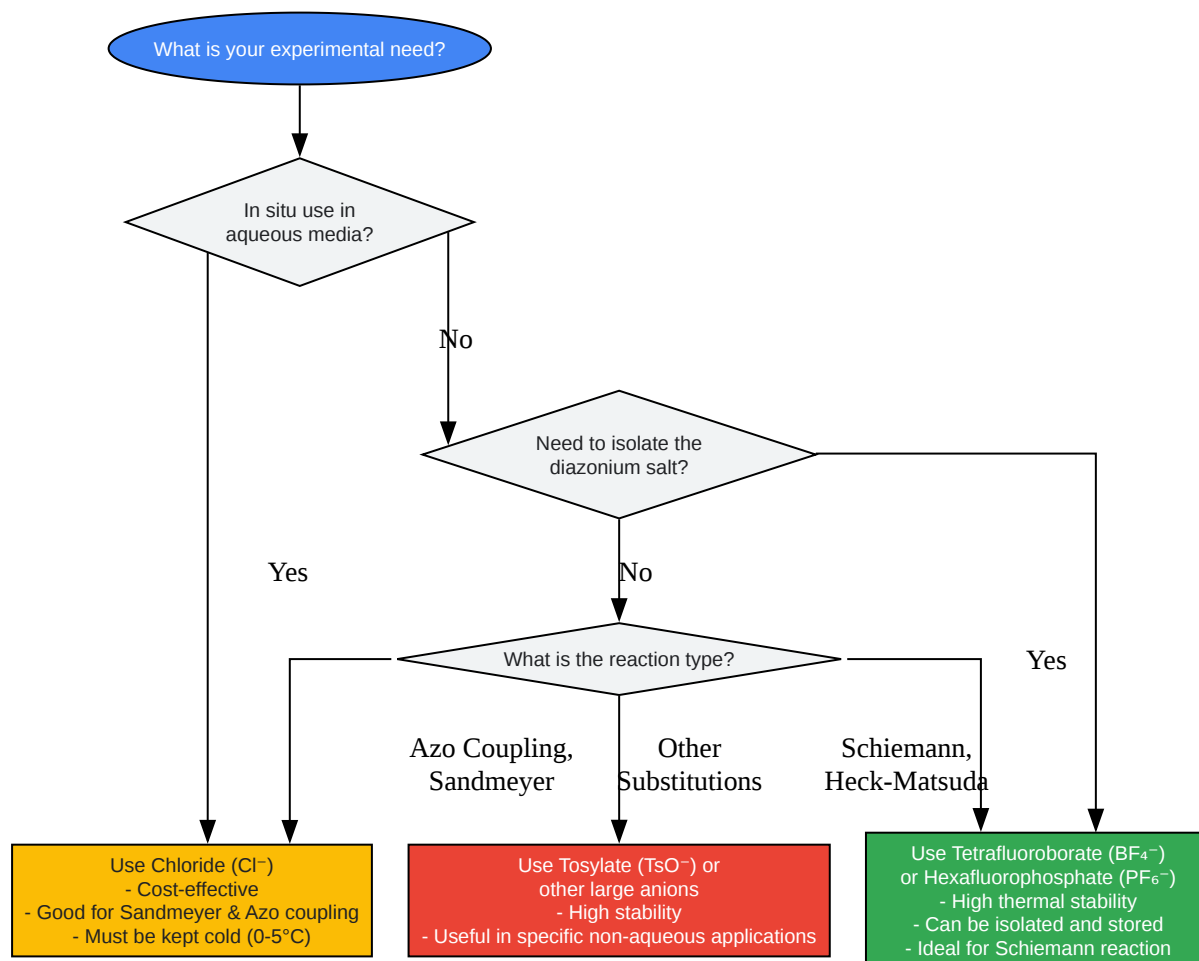 What is your experimental need?
In situ use in
aqueous media?
No
Need to isolate the
diazonium salt?
Yes
No
What is the reaction type?
Yes
Azo Coupling,
Sandmeyer
Other
Substitutions
Schiemann,
Heck-Matsuda
Use Chloride (Cl⁻)
- Cost-effective
- Good for Sandmeyer & Azo coupling
- Must be kept cold (0-5°C)
Use Tosylate (TsO⁻) or
other large anions
- High stability
- Useful in specific non-aqueous applications
Use Tetrafluoroborate (BF₄⁻)
or Hexafluorophosphate (PF₆⁻)
- High thermal stability
- Can be isolated and stored
- Ideal for Schiemann reaction